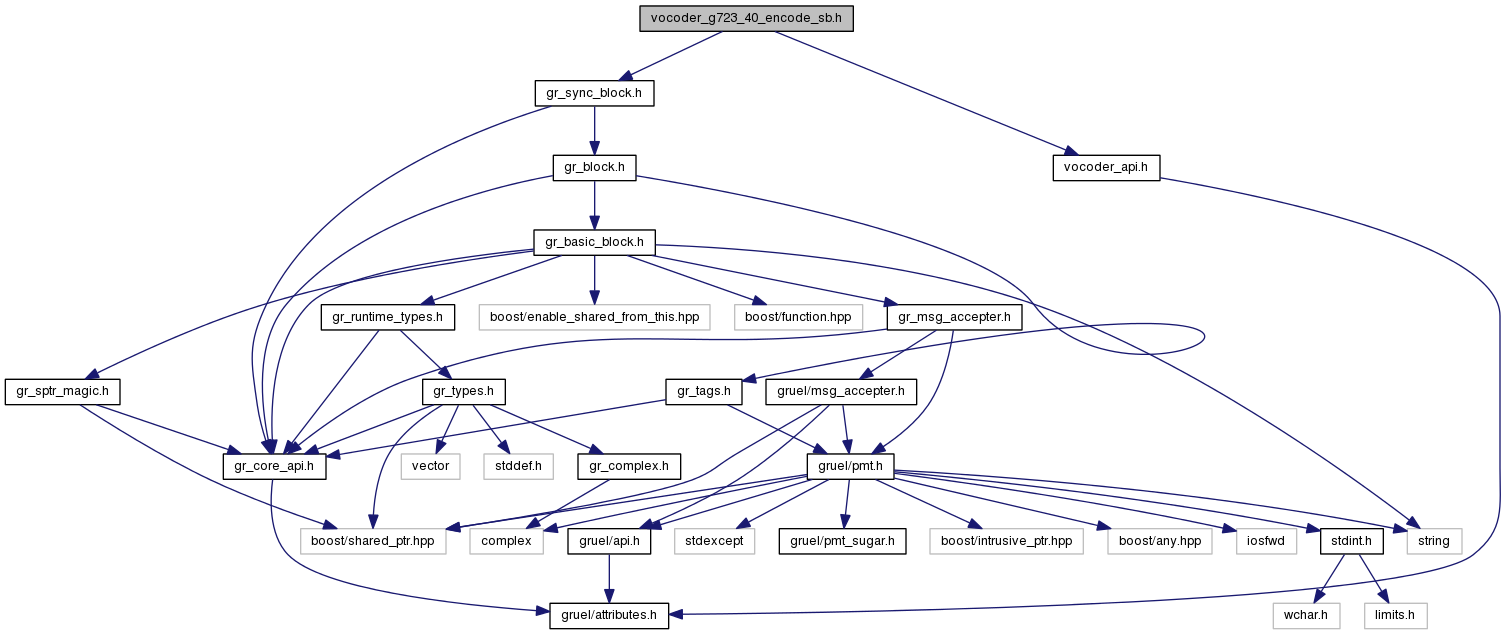 vocoder_g723_40_encode_sb.h
gr_sync_block.h
gr_block.h
vocoder_api.h
gr_basic_block.h
gr_runtime_types.h
boost/enable_shared_from_this.hpp
boost/function.hpp
gr_msg_accepter.h
gr_sptr_magic.h
gr_types.h
gr_tags.h
gruel/msg_accepter.h
gr_core_api.h
vector
stddef.h
gr_complex.h
gruel/pmt.h
boost/shared_ptr.hpp
complex
gruel/api.h
stdexcept
gruel/pmt_sugar.h
boost/intrusive_ptr.hpp
boost/any.hpp
iosfwd
stdint.h
string
gruel/attributes.h
wchar.h
limits.h